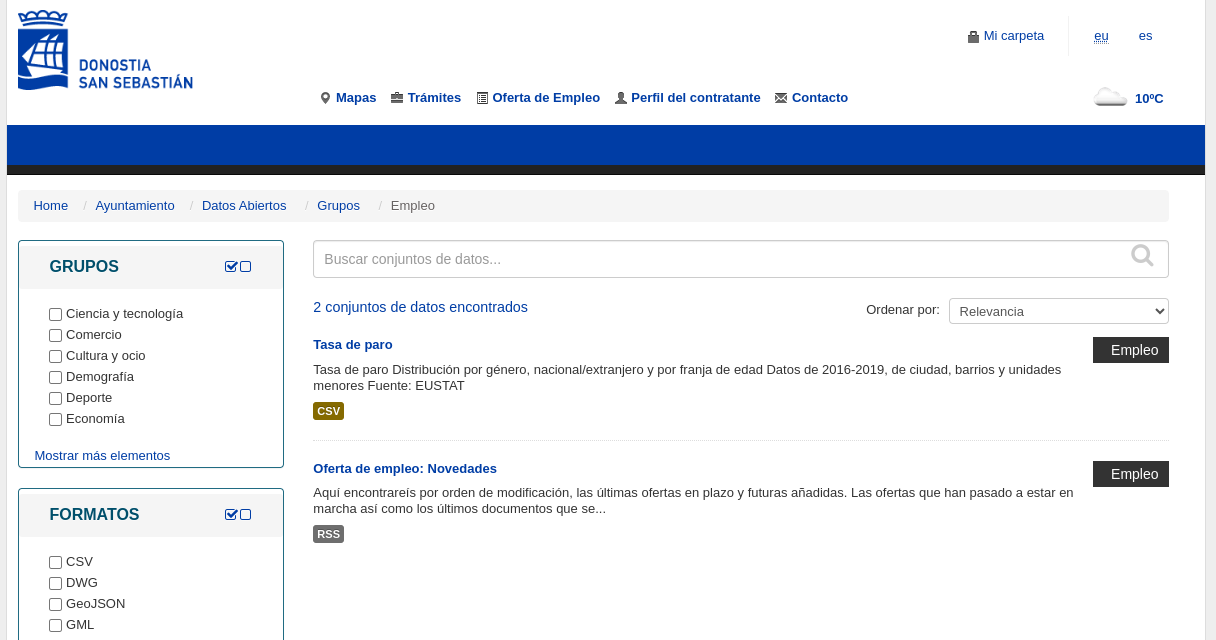 DONOSTIA
SAN SEBASTIÁN
Mi carpeta
eu
es
Mapas
Trámites
Oferta de Empleo
Perfil del contratante
Contacto
10ºC
Home / Ayuntamiento / Datos Abiertos / Grupos / Empleo
GRUPOS
Ciencia y tecnología
Comercio
Cultura y ocio
Demografía
Deporte
Economía
Mostrar más elementos
FORMATOS
CSV
DWG
GeoJSON
GML
Buscar conjuntos de datos...
2 conjuntos de datos encontrados
Ordenar por: Relevancia
Tasa de paro
Empleo
Tasa de paro Distribución por género, nacional/extranjero y por franja de edad Datos de 2016-2019, de ciudad, barrios y unidades
menores Fuente: EUSTAT
CSV
Oferta de empleo: Novedades
Empleo
Aquí encontrareís por orden de modificación, las últimas ofertas en plazo y futuras añadidas. Las ofertas que han pasado a estar en
marcha así como los últimos documentos que se...
RSS